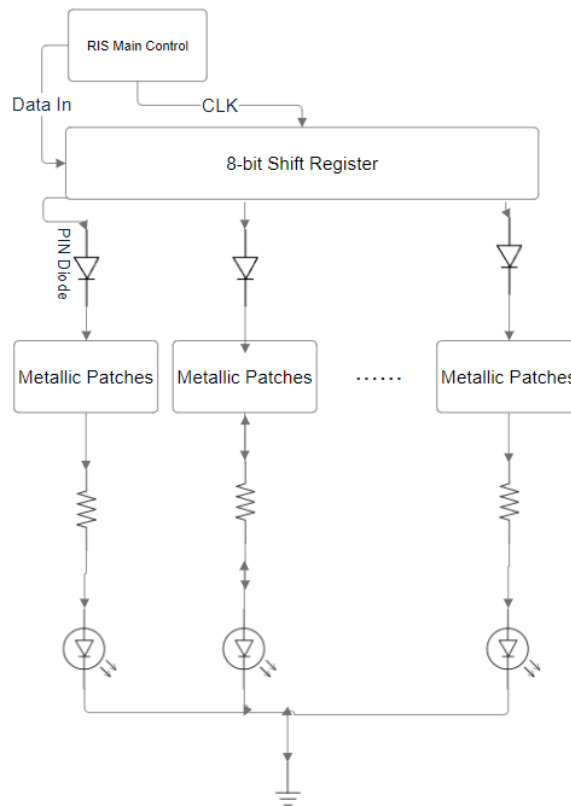 RIS Main Control
Data In
CLK
8-bit Shift Register
PIN Diode
Metallic Patches
Metallic Patches
......
Metallic Patches